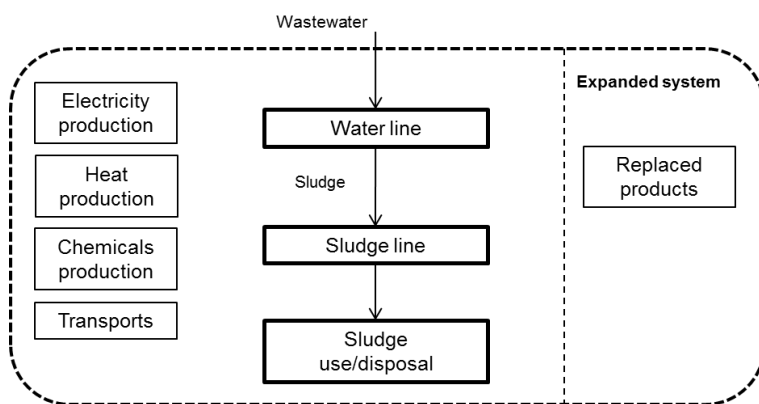 Wastewater
Expanded system
Electricity
production
Water line
Replaced
products
Heat
production
Sludge
Chemicals
production
Sludge line
Transports
Sludge
use/disposal